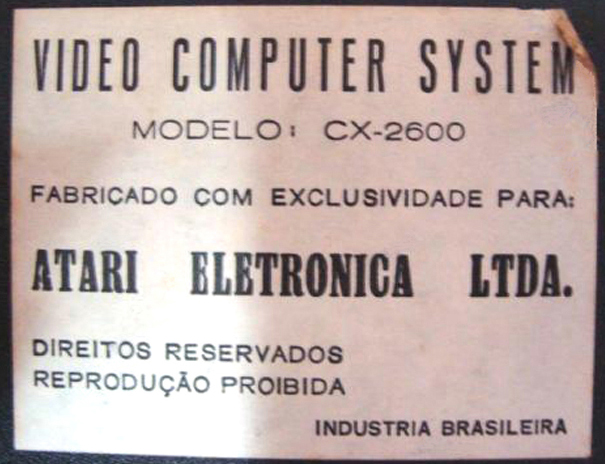 VIDEO COMPUTER SYSTEM
MODELO: CX-2600
FABRICADO COM EXCLUSIVIDADE PARA:
ATARI ELETRONICA LTDA.
DIREITOS RESERVADOS
REPRODUÇÃO PROIBIDA
INDUSTRIA BRASILEIRA